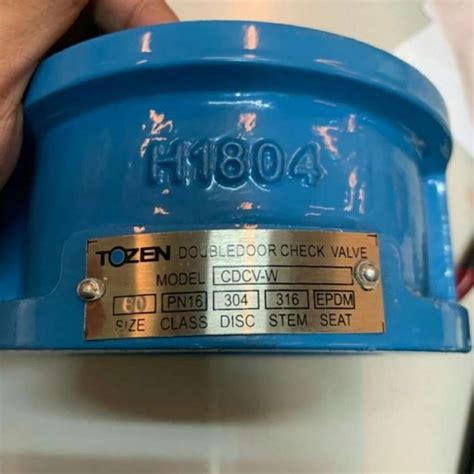 H1804
TOZEN DOUBLEDOOR CHECK VALVE
MODEL CDCV-W
80 PN16 304 316 EPDM
SIZE CLASS DISC STEM SEAT